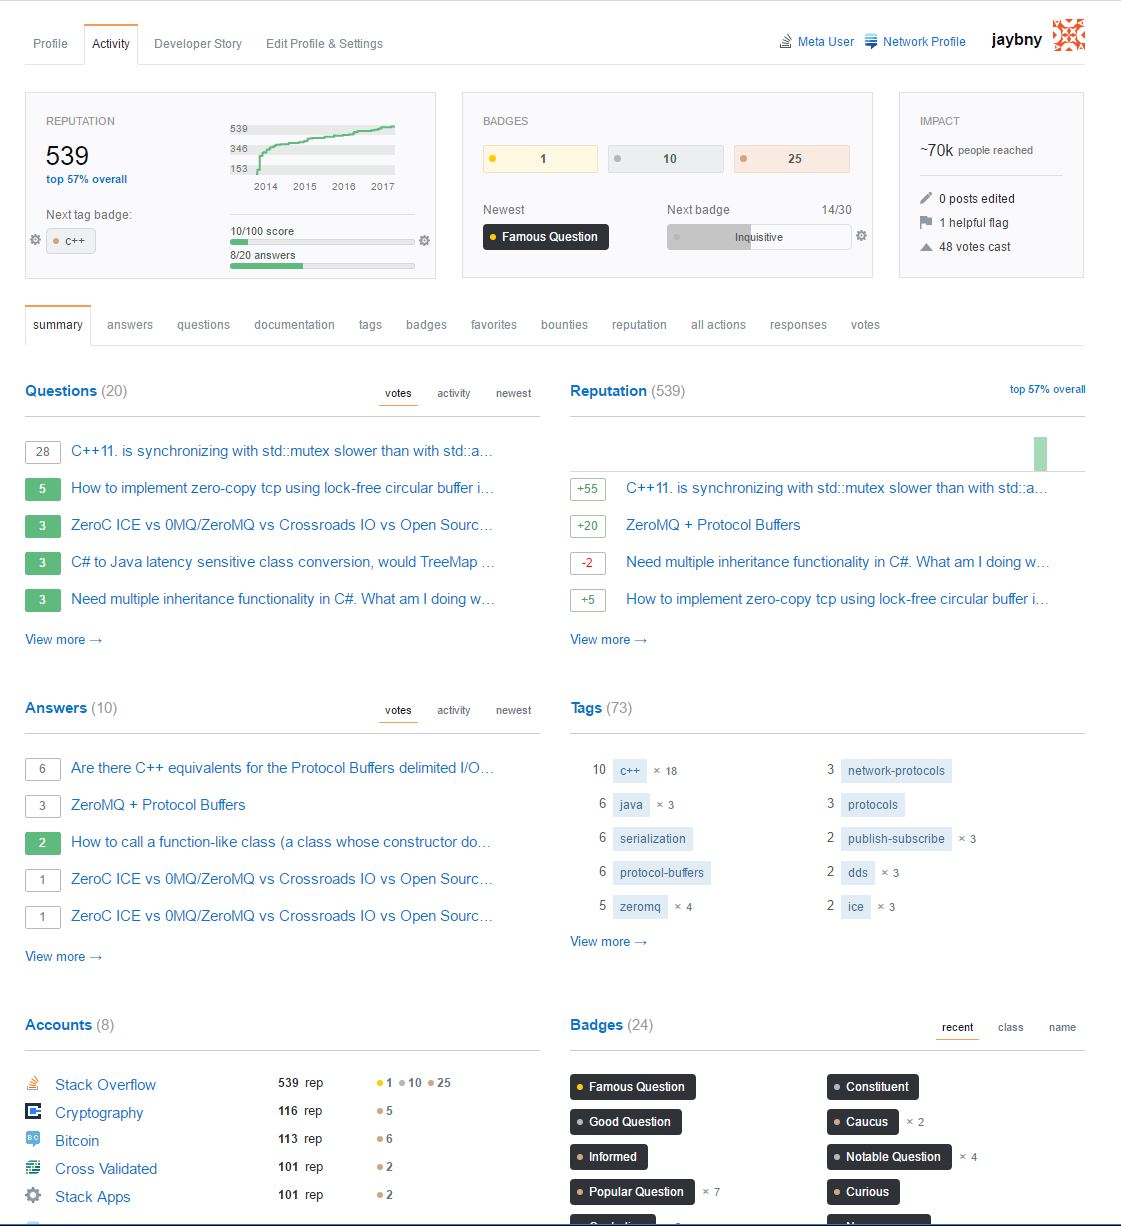 Profile Activity Developer Story Edit Profile & Settings Meta User Network Profile jaybny
REPUTATION
539
top 57% overall
Next tag badge:
c++
539
346
153
2014 2015 2016 2017
10/100 score
8/20 answers
BADGES
1 10 25
Newest
Famous Question
Next badge 14/30
Inquisitive
IMPACT
~70k people reached
0 posts edited
1 helpful flag
48 votes cast
summary answers questions documentation tags badges favorites bounties reputation all actions responses votes
Questions (20) votes activity newest
28 C++11. is synchronizing with std::mutex slower than with std::a…
5 How to implement zero-copy tcp using lock-free circular buffer i…
3 ZeroC ICE vs 0MQ/ZeroMQ vs Crossroads IO vs Open Sourc…
3 C# to Java latency sensitive class conversion, would TreeMap …
3 Need multiple inheritance functionality in C#. What am I doing w…
View more →
Reputation (539) top 57% overall
+55 C++11. is synchronizing with std::mutex slower than with std::a…
+20 ZeroMQ + Protocol Buffers
-2 Need multiple inheritance functionality in C#. What am I doing w…
+5 How to implement zero-copy tcp using lock-free circular buffer i…
View more →
Answers (10) votes activity newest
6 Are there C++ equivalents for the Protocol Buffers delimited I/O…
3 ZeroMQ + Protocol Buffers
2 How to call a function-like class (a class whose constructor do…
1 ZeroC ICE vs 0MQ/ZeroMQ vs Crossroads IO vs Open Sourc…
1 ZeroC ICE vs 0MQ/ZeroMQ vs Crossroads IO vs Open Sourc…
View more →
Tags (73)
10 c++ × 18 3 network-protocols
6 java × 3 3 protocols
6 serialization 2 publish-subscribe × 3
6 protocol-buffers 2 dds × 3
5 zeromq × 4 2 ice × 3
View more →
Accounts (8)
Stack Overflow 539 rep 1 10 25
Cryptography 116 rep 5
Bitcoin 113 rep 6
Cross Validated 101 rep 2
Stack Apps 101 rep 2
Badges (24) recent class name
Famous Question Constituent
Good Question Caucus × 2
Informed Notable Question × 4
Popular Question × 7 Curious